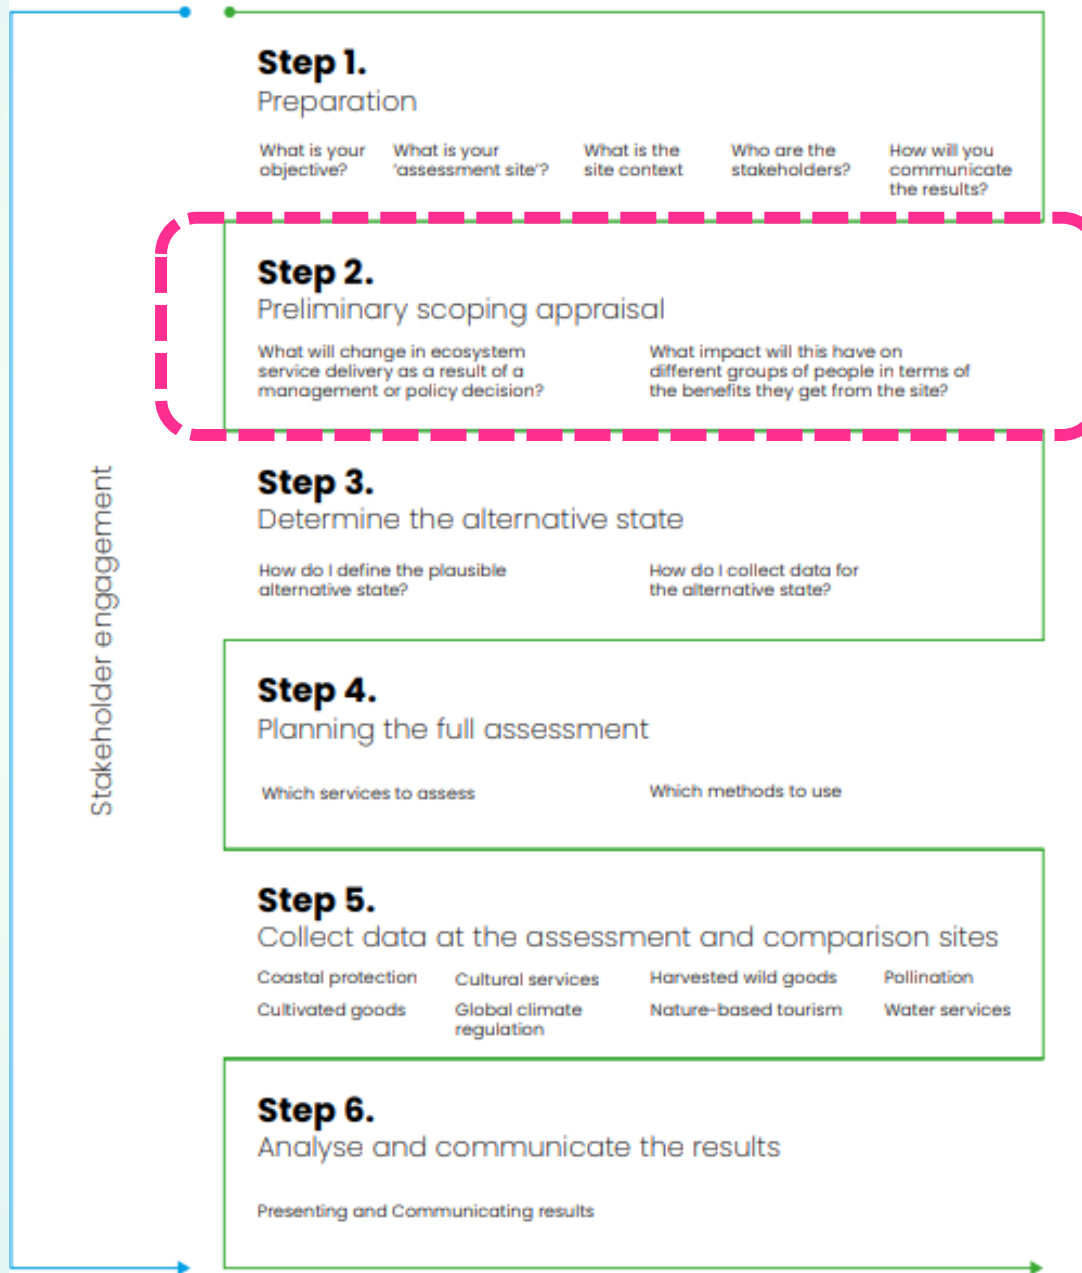 Stakeholder engagement
Step 1.
Preparation
What is your
objective?
What is your
'assessment site'?
What is the
site context
Who are the
stakeholders?
How will you
communicate
the results?
Step 2.
Preliminary scoping appraisal
What will change in ecosystem
service delivery as a result of a
management or policy decision?
What impact will this have on
different groups of people in terms of
the benefits they get from the site?
Step 3.
Determine the alternative state
How do I define the plausible
alternative state?
How do I collect data for
the alternative state?
Step 4.
Planning the full assessment
Which services to assess
Which methods to use
Step 5.
Collect data at the assessment and comparison sites
Coastal protection
Cultural services
Harvested wild goods
Pollination
Cultivated goods
Global climate
regulation
Nature-based tourism
Water services
Step 6.
Analyse and communicate the results
Presenting and Communicating results